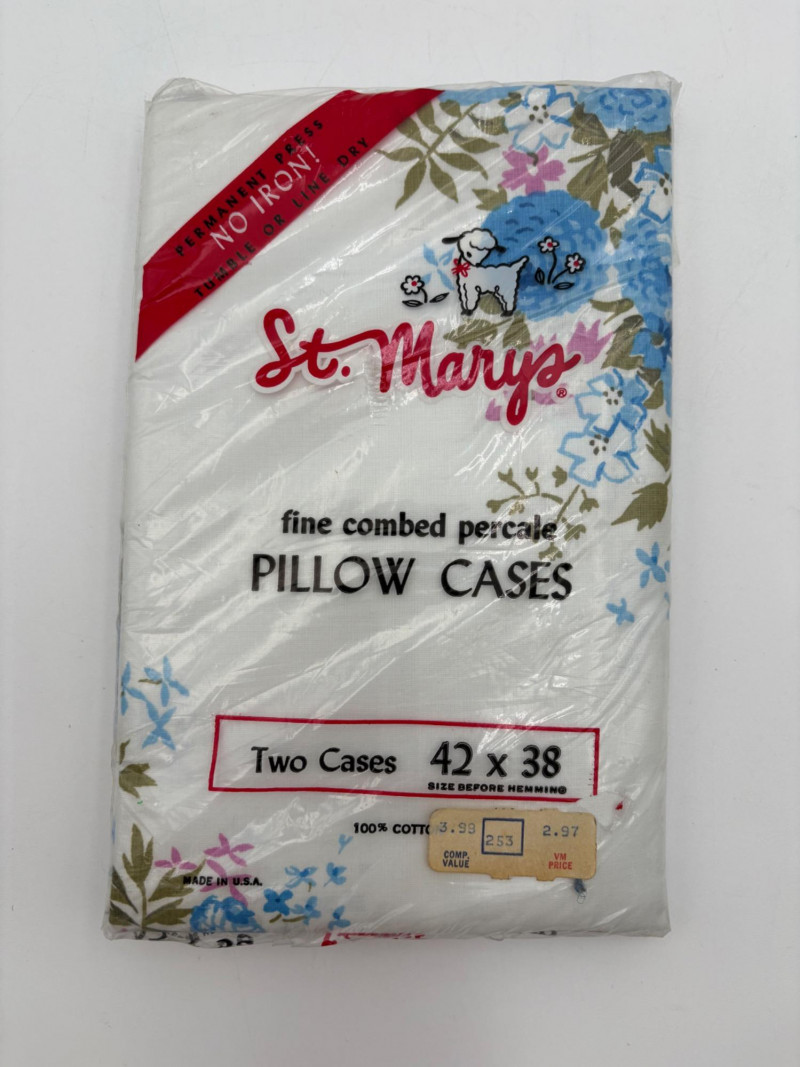 PERMANENT PRESS
NO IRON!
TUMBLE OR LINE DRY
St. Marys®
fine combed percale
PILLOW CASES
Two Cases 42 x 38
SIZE BEFORE HEMMING
100%
3.99 253 2.97
COMP. VALUE VM PRICE
MADE IN U.S.A.